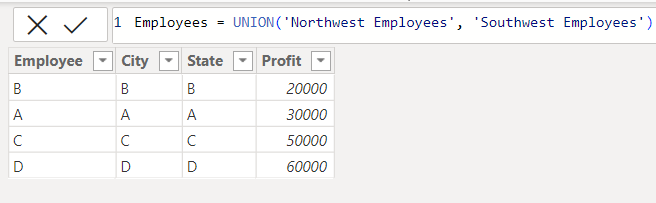 1 Employees = UNION('Northwest Employees', 'Southwest Employees')
Employee City State Profit
B B B 20000
A A A 30000
C C C 50000
D D D 60000